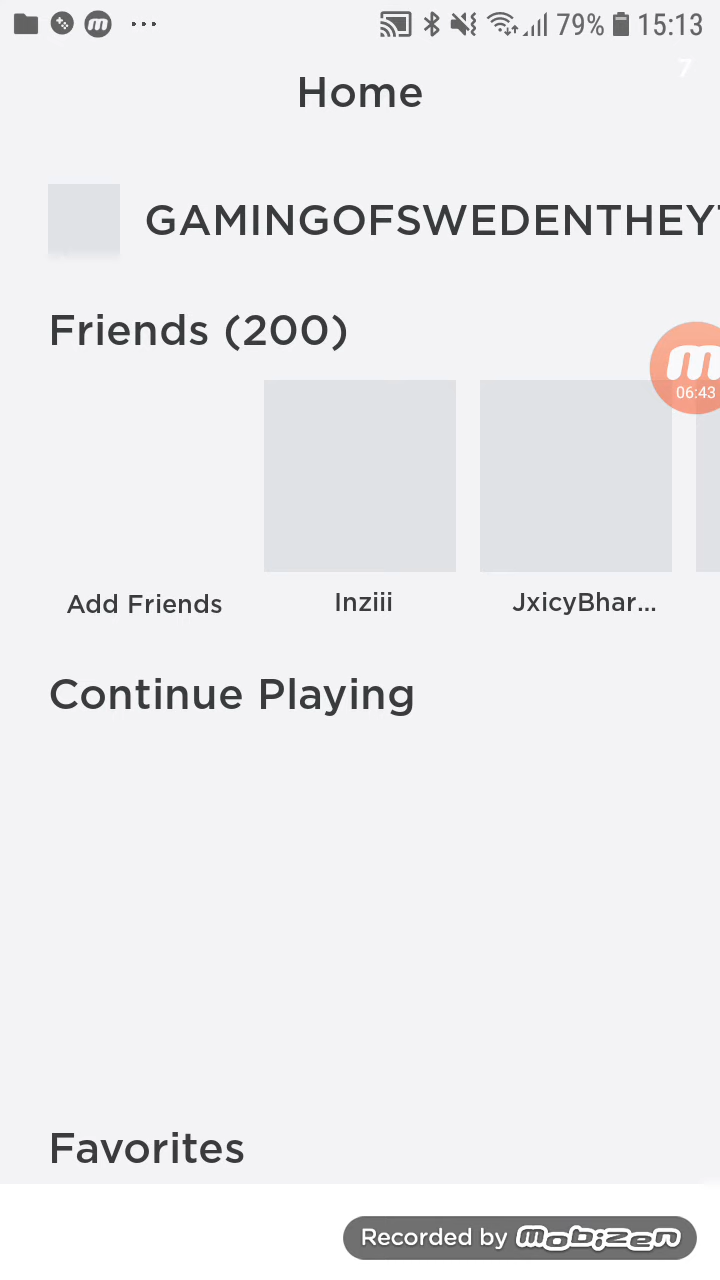 79% 15:13
7
Home
GAMINGOFSWEDENTHEY
Friends (200)
m
06:43
Add Friends Inziii JxicyBhar...
Continue Playing
Favorites
Recorded by mobizen